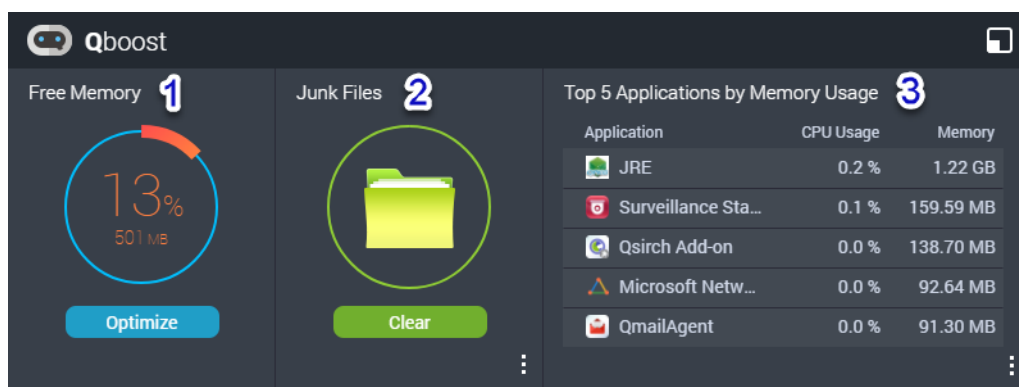 Qboost
Free Memory 1
13%
501 MB
Optimize
Junk Files 2
Clear
Top 5 Applications by Memory Usage 3
Application CPU Usage Memory
JRE 0.2 % 1.22 GB
Surveillance Sta... 0.1 % 159.59 MB
Qsirch Add-on 0.0 % 138.70 MB
Microsoft Netw... 0.0 % 92.64 MB
QmailAgent 0.0 % 91.30 MB